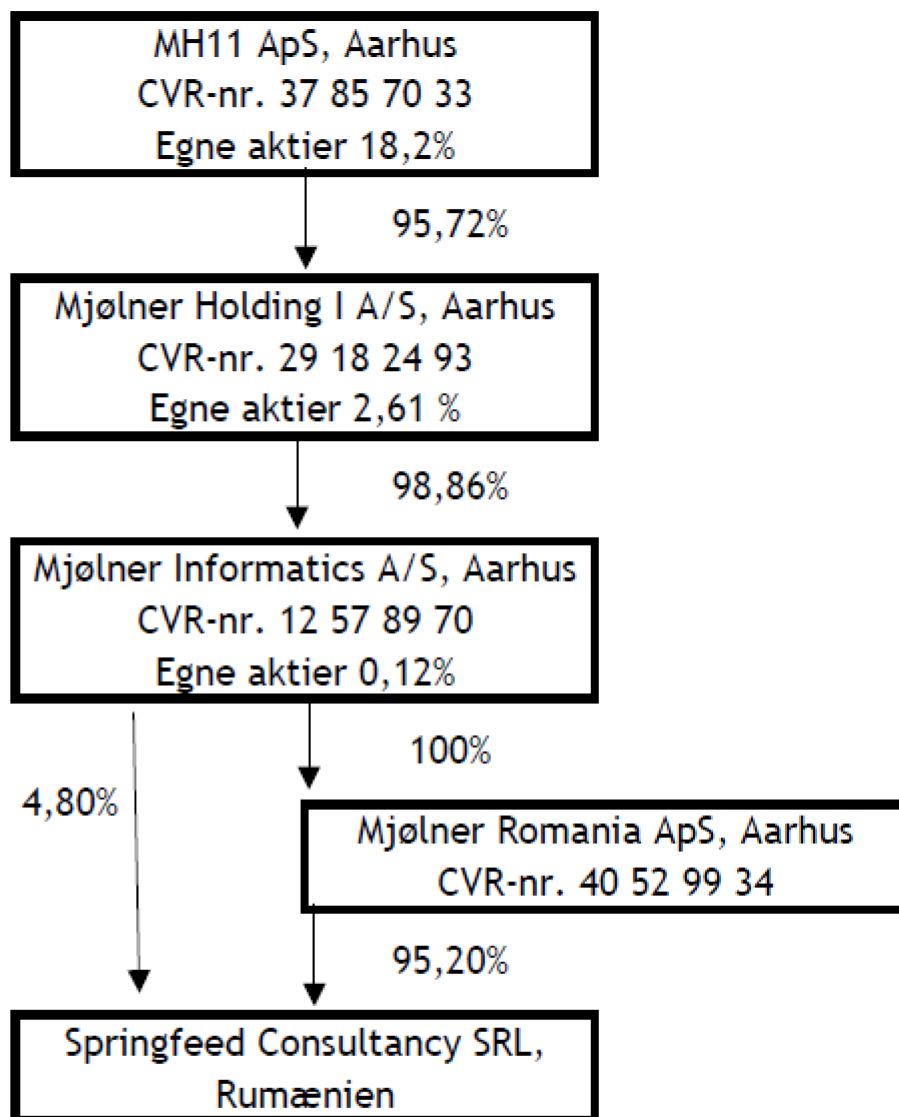 MH11 ApS, Aarhus
CVR-nr. 37 85 70 33
Egne aktier 18,2%
95,72%
Mjølner Holding I A/S, Aarhus
CVR-nr. 29 18 24 93
Egne aktier 2,61 %
98,86%
Mjølner Informatics A/S, Aarhus
CVR-nr. 12 57 89 70
Egne aktier 0,12%
100%
4,80%
Mjølner Romania ApS, Aarhus
CVR-nr. 40 52 99 34
95,20%
Springfeed Consultancy SRL,
Rumænien